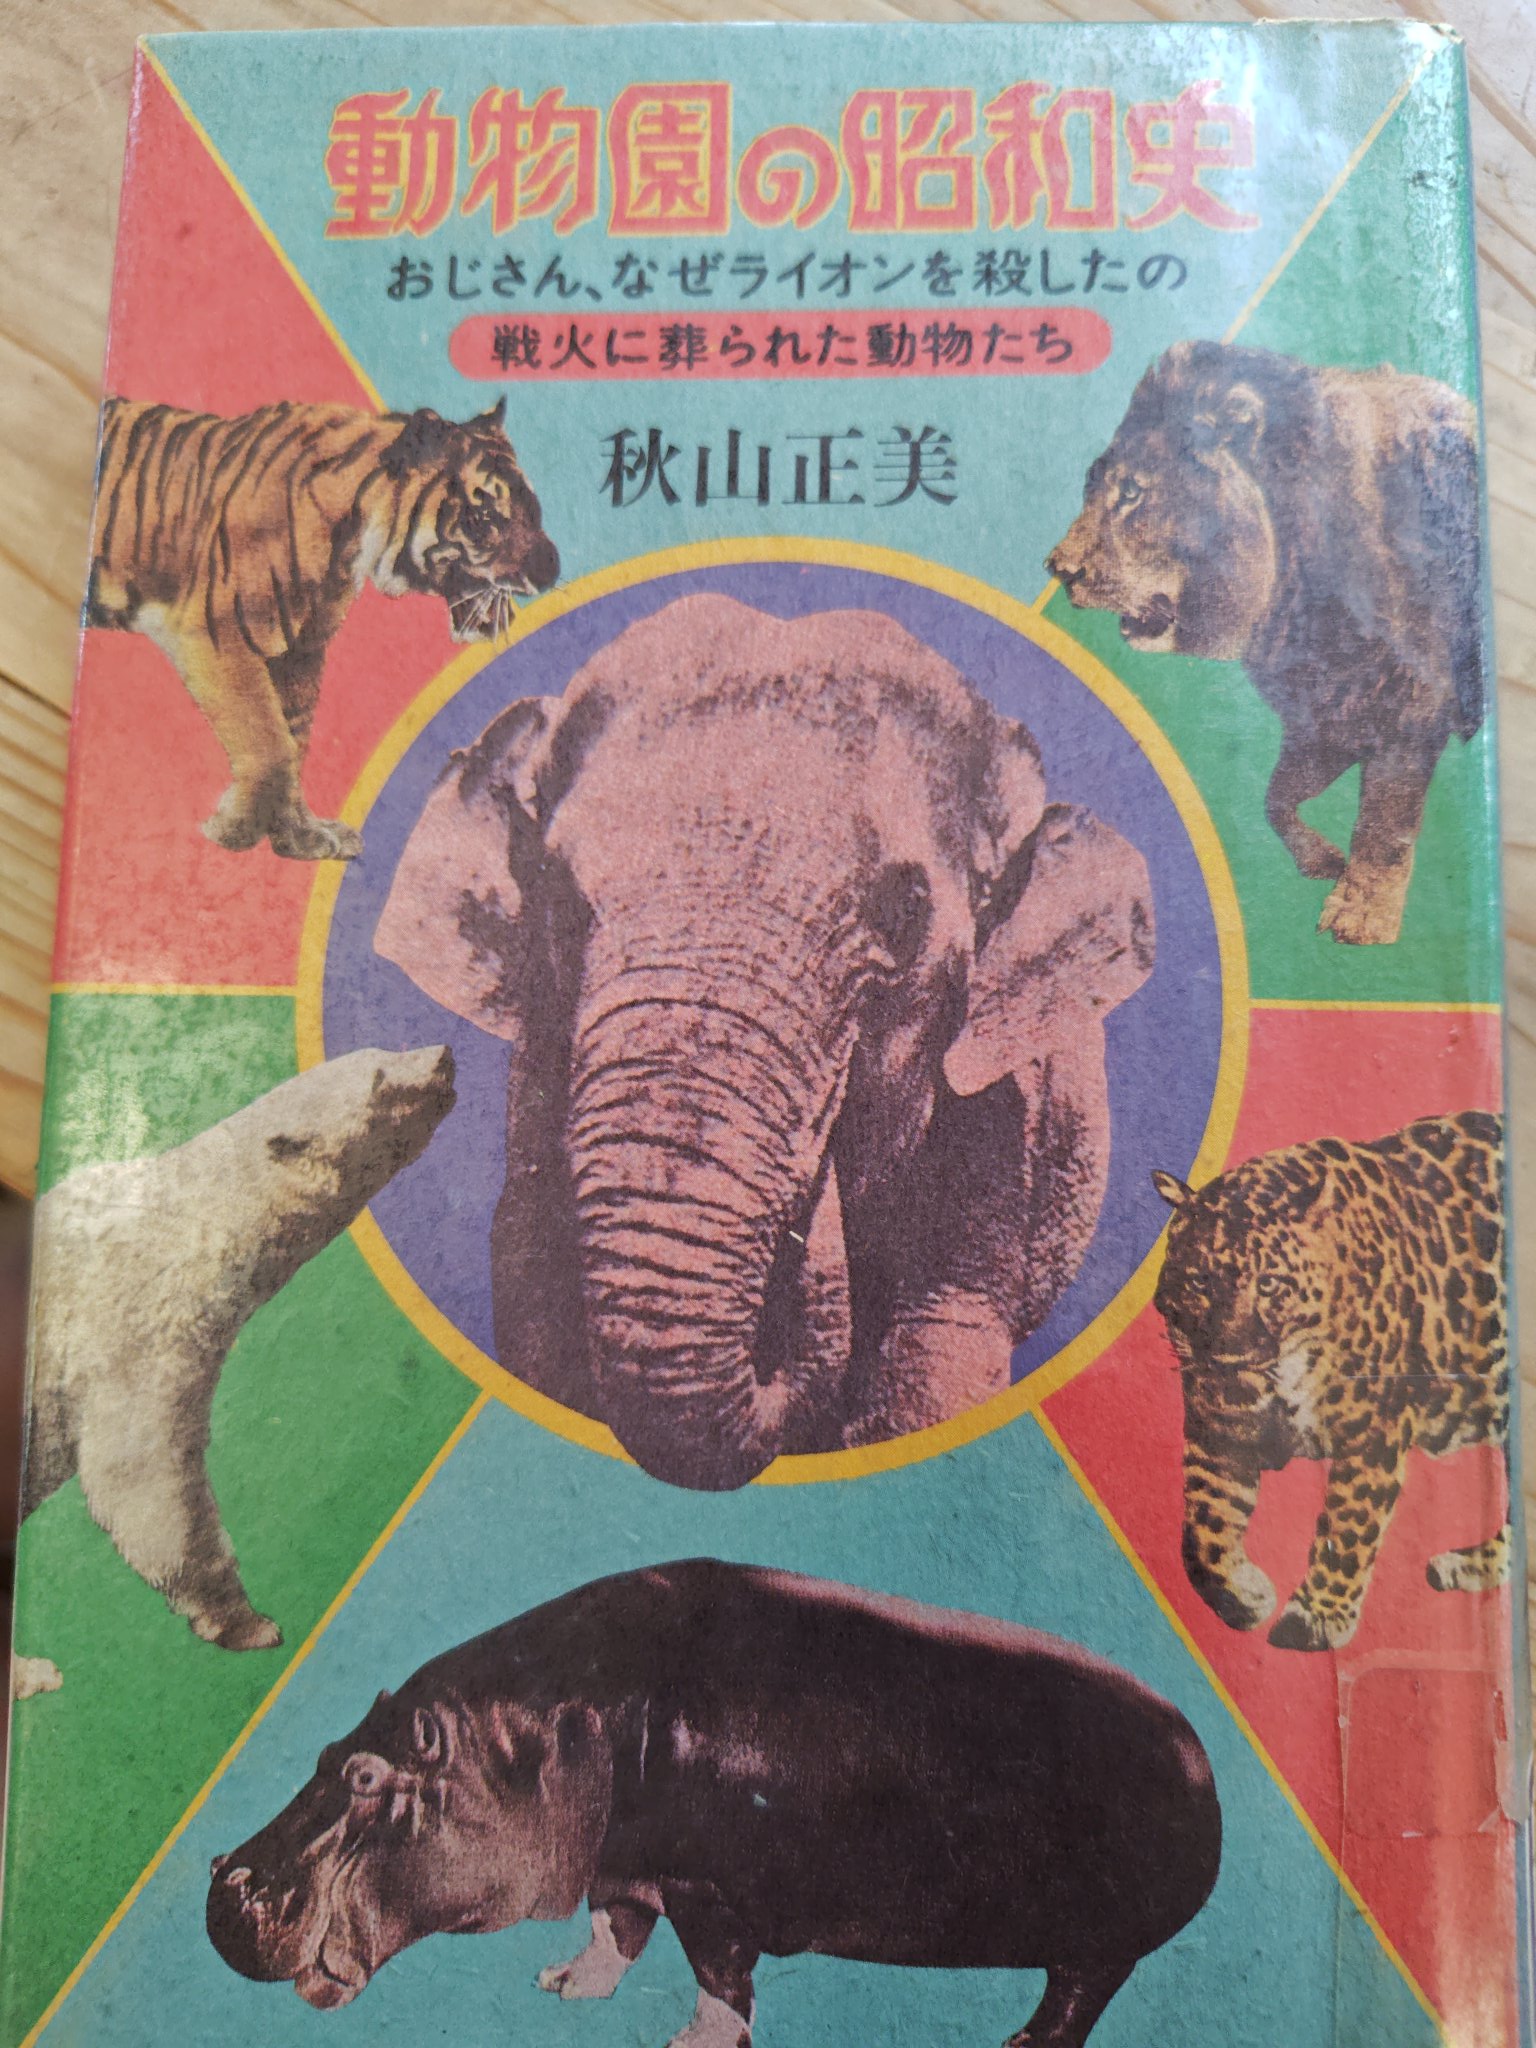 動物園の昭和史
おじさん、なぜライオンを殺したの
戦火に葬られた動物たち
秋山正美